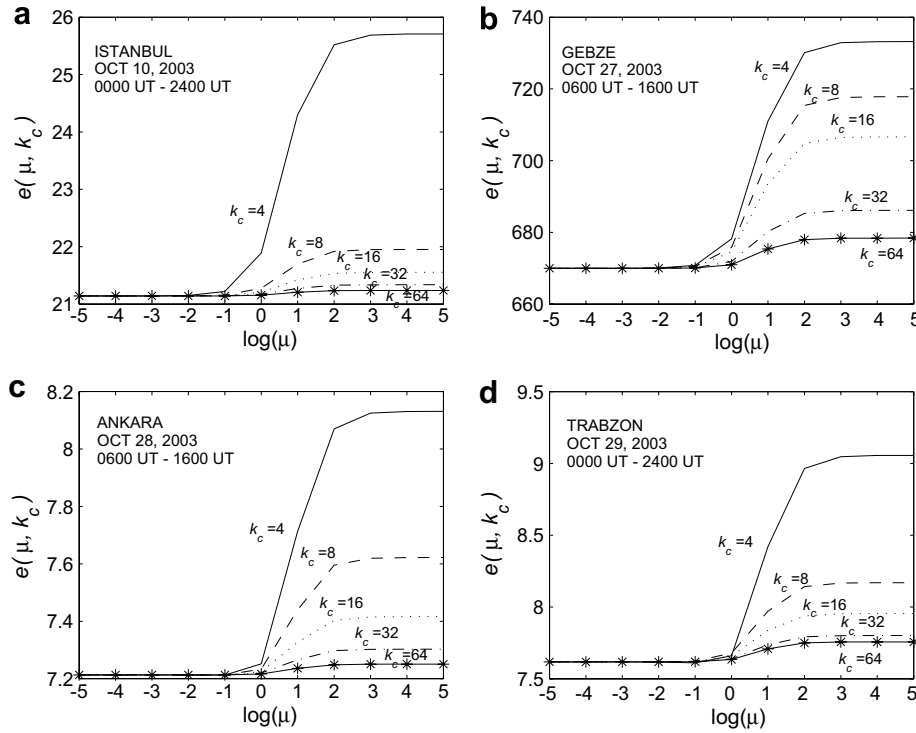 a
ISTANBUL
OCT 10, 2003
0000 UT - 2400 UT
e( μ, k_c )
26
25
24
23
22
21
k_c =4
k_c =8
k_c =16
k_c =32
k_c =64
-5 -4 -3 -2 -1 0 1 2 3 4 5
log(μ)
b
GEBZE
OCT 27, 2003
0600 UT - 1600 UT
e( μ, k_c )
740
720
700
680
660
k_c =4
k_c =8
k_c =16
k_c =32
k_c =64
-5 -4 -3 -2 -1 0 1 2 3 4 5
log(μ)
c
ANKARA
OCT 28, 2003
0600 UT - 1600 UT
e( μ, k_c )
8.2
8
7.8
7.6
7.4
7.2
k_c =4
k_c =8
k_c =16
k_c =32
k_c =64
-5 -4 -3 -2 -1 0 1 2 3 4 5
log(μ)
d
TRABZON
OCT 29, 2003
0000 UT - 2400 UT
e( μ, k_c )
9.5
9
8.5
8
7.5
k_c =4
k_c =8
k_c =16
k_c =32
k_c =64
-5 -4 -3 -2 -1 0 1 2 3 4 5
log(μ)